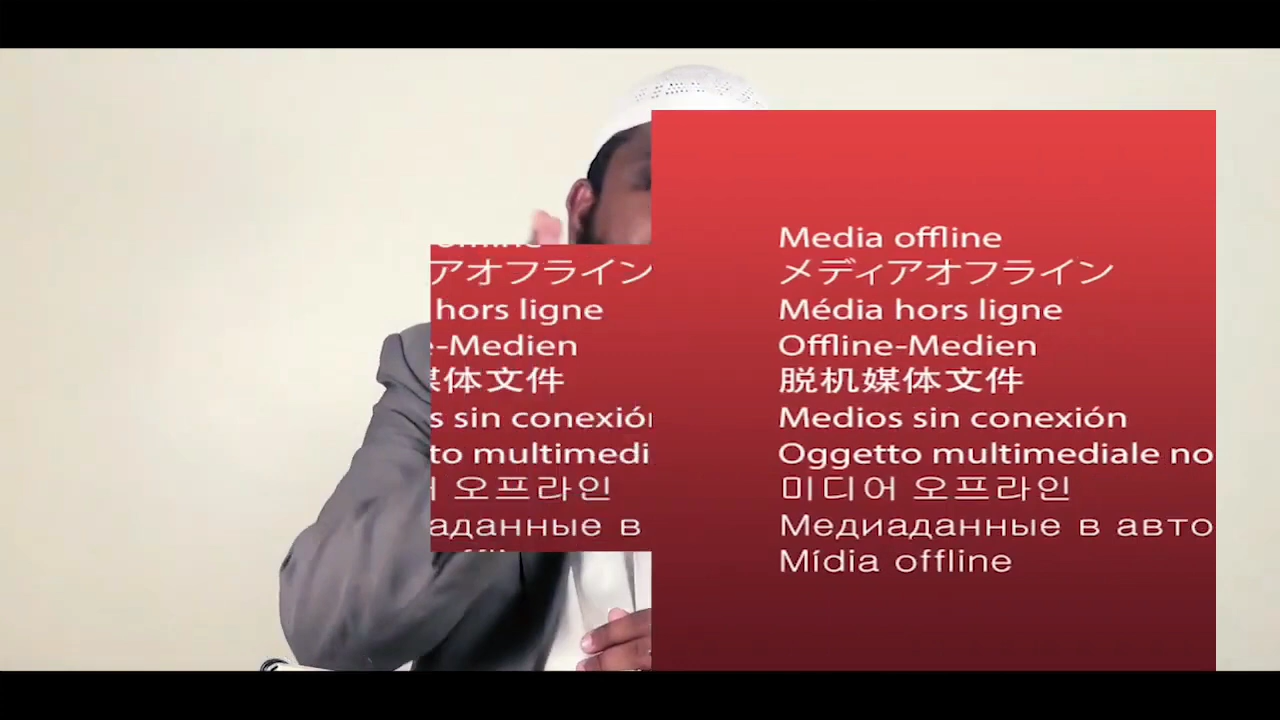 アオフライン
hors ligne
-Medien
体文件
sin conexión
to multimedi
오프라인
аданные в
Media offline
メディアオフライン
Média hors ligne
Offline-Medien
脱机媒体文件
Medios sin conexión
Oggetto multimediale no
미디어 오프라인
Медиаданные в авто
Mídia offline